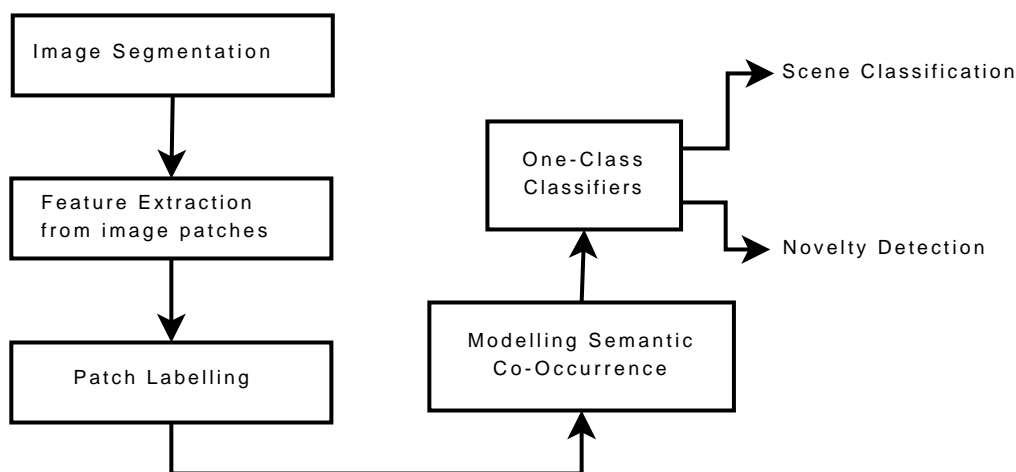 Image Segmentation
Feature Extraction
from image patches
Patch Labelling
Modelling Semantic
Co-Occurrence
One-Class
Classifiers
Scene Classification
Novelty Detection